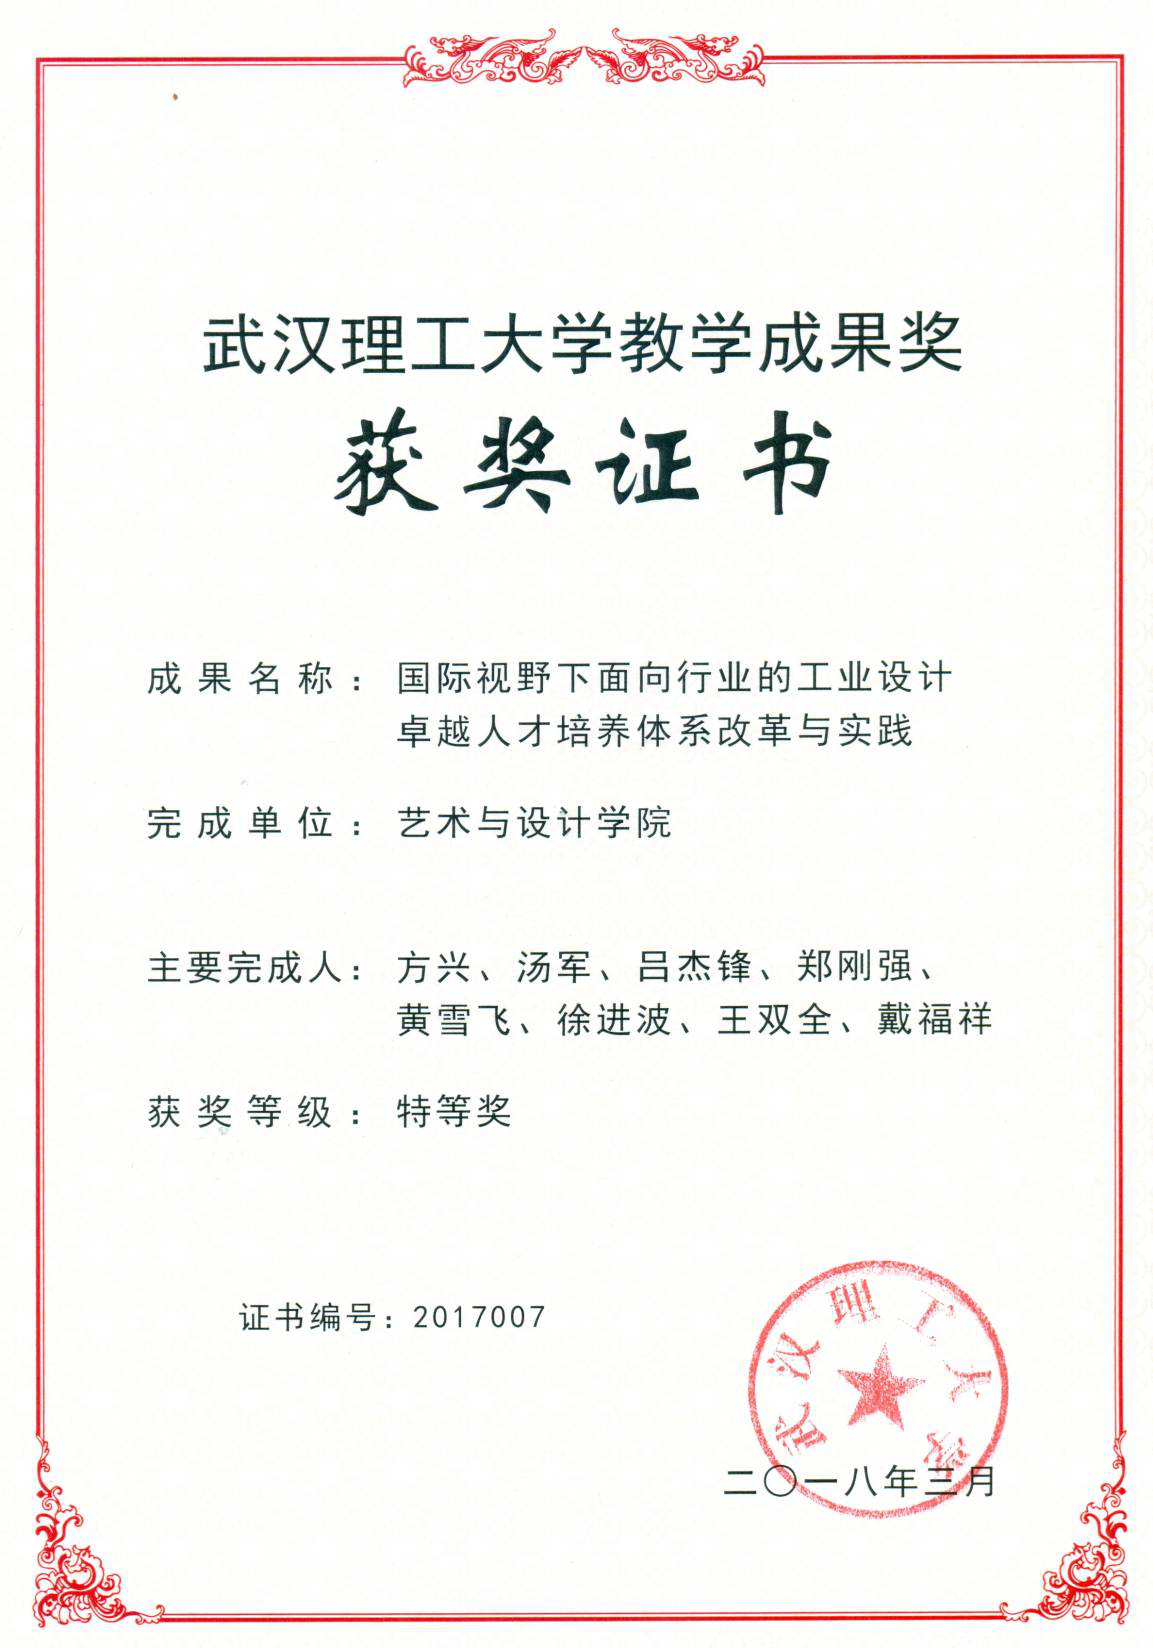 武汉理工大学教学成果奖
获奖证书
成果名称：国际视野下面向行业的工业设计
卓越人才培养体系改革与实践
完成单位：艺术与设计学院
主要完成人：方兴、汤军、吕杰锋、郑刚强、
黄雪飞、徐进波、王双全、戴福祥
获奖等级：特等奖
证书编号：2017007
武汉理工大学
二〇一八年三月